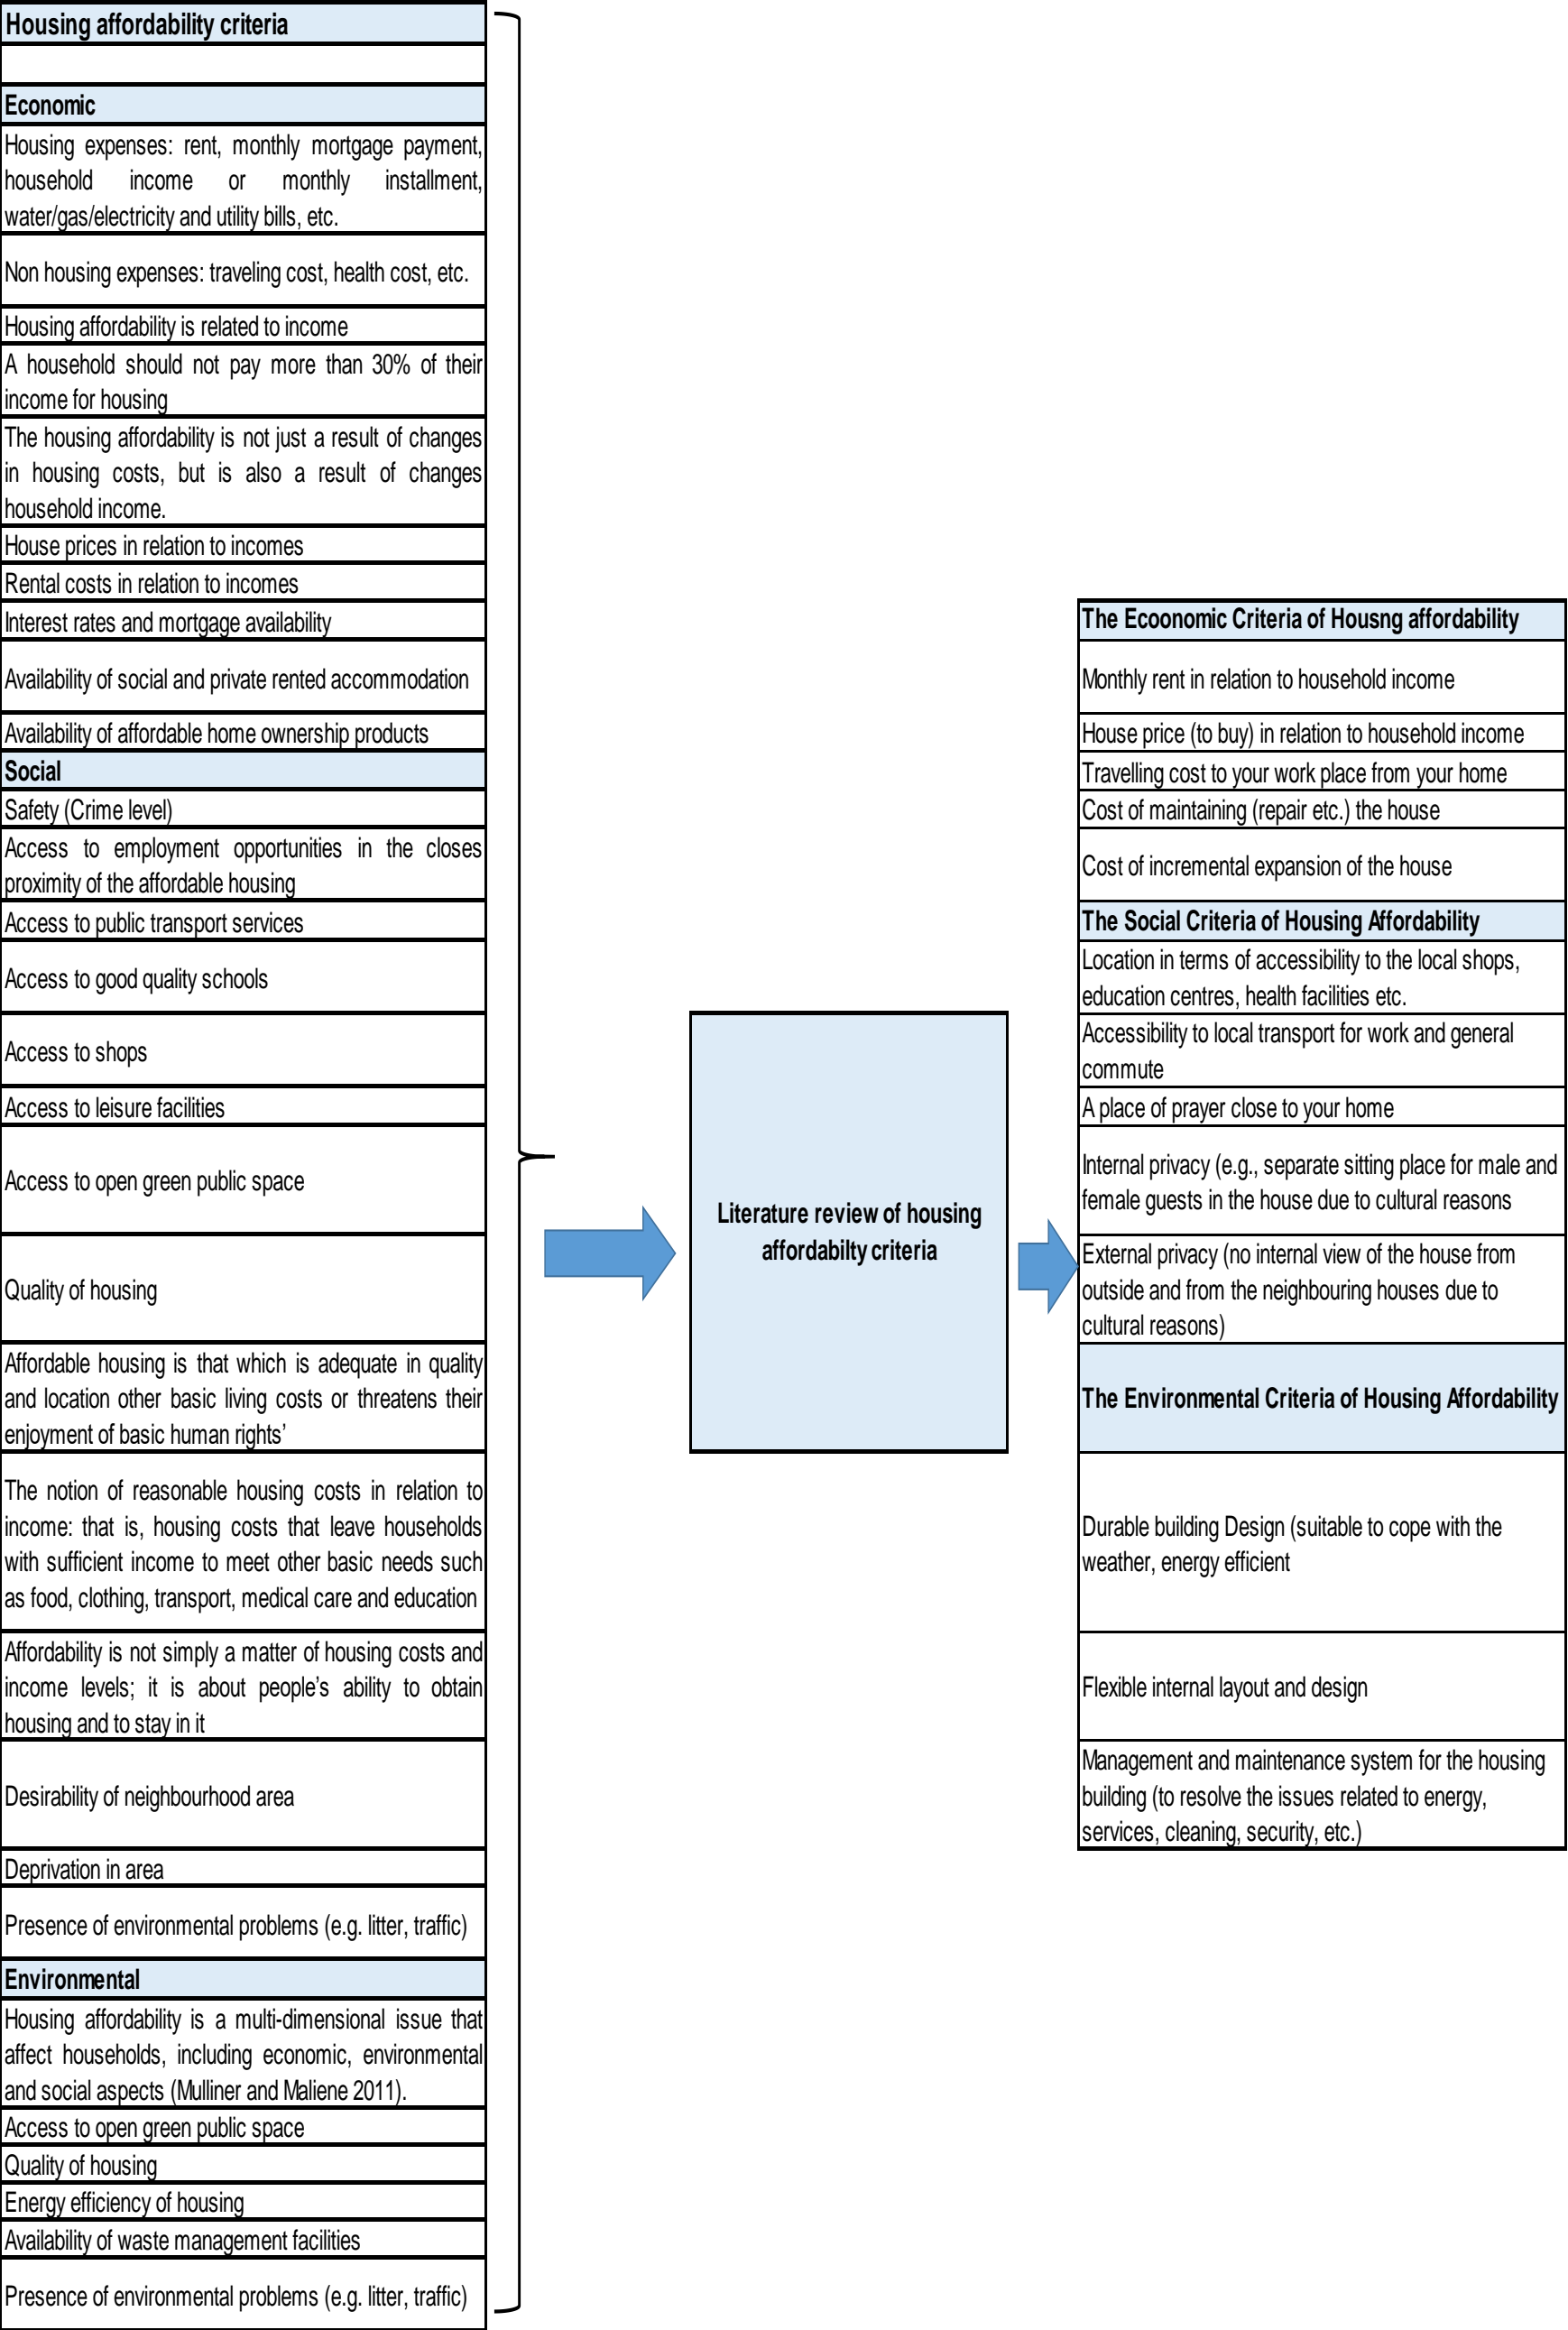 Housing affordability criteria
Economic
Housing expenses: rent, monthly mortgage payment,
household income or monthly installment,
water/gas/electricity and utility bills, etc.
Non housing expenses: traveling cost, health cost, etc.
Housing affordability is related to income
A household should not pay more than 30% of their
income for housing
The housing affordability is not just a result of changes
in housing costs, but is also a result of changes
household income.
House prices in relation to incomes
Rental costs in relation to incomes
Interest rates and mortgage availability
Availability of social and private rented accommodation
Availability of affordable home ownership products
Social
Safety (Crime level)
Access to employment opportunities in the closes
proximity of the affordable housing
Access to public transport services
Access to good quality schools
Access to shops
Access to leisure facilities
Access to open green public space
Quality of housing
Affordable housing is that which is adequate in quality
and location other basic living costs or threatens their
enjoyment of basic human rights’
The notion of reasonable housing costs in relation to
income: that is, housing costs that leave households
with sufficient income to meet other basic needs such
as food, clothing, transport, medical care and education
Affordability is not simply a matter of housing costs and
income levels; it is about people’s ability to obtain
housing and to stay in it
Desirability of neighbourhood area
Deprivation in area
Presence of environmental problems (e.g. litter, traffic)
Environmental
Housing affordability is a multi-dimensional issue that
affect households, including economic, environmental
and social aspects (Mulliner and Maliene 2011).
Access to open green public space
Quality of housing
Energy efficiency of housing
Availability of waste management facilities
Presence of environmental problems (e.g. litter, traffic)
Literature review of housing
affordabilty criteria
The Ecoonomic Criteria of Housng affordability
Monthly rent in relation to household income
House price (to buy) in relation to household income
Travelling cost to your work place from your home
Cost of maintaining (repair etc.) the house
Cost of incremental expansion of the house
The Social Criteria of Housing Affordability
Location in terms of accessibility to the local shops,
education centres, health facilities etc.
Accessibility to local transport for work and general
commute
A place of prayer close to your home
Internal privacy (e.g., separate sitting place for male and
female guests in the house due to cultural reasons
External privacy (no internal view of the house from
outside and from the neighbouring houses due to
cultural reasons)
The Environmental Criteria of Housing Affordability
Durable building Design (suitable to cope with the
weather, energy efficient
Flexible internal layout and design
Management and maintenance system for the housing
building (to resolve the issues related to energy,
services, cleaning, security, etc.)